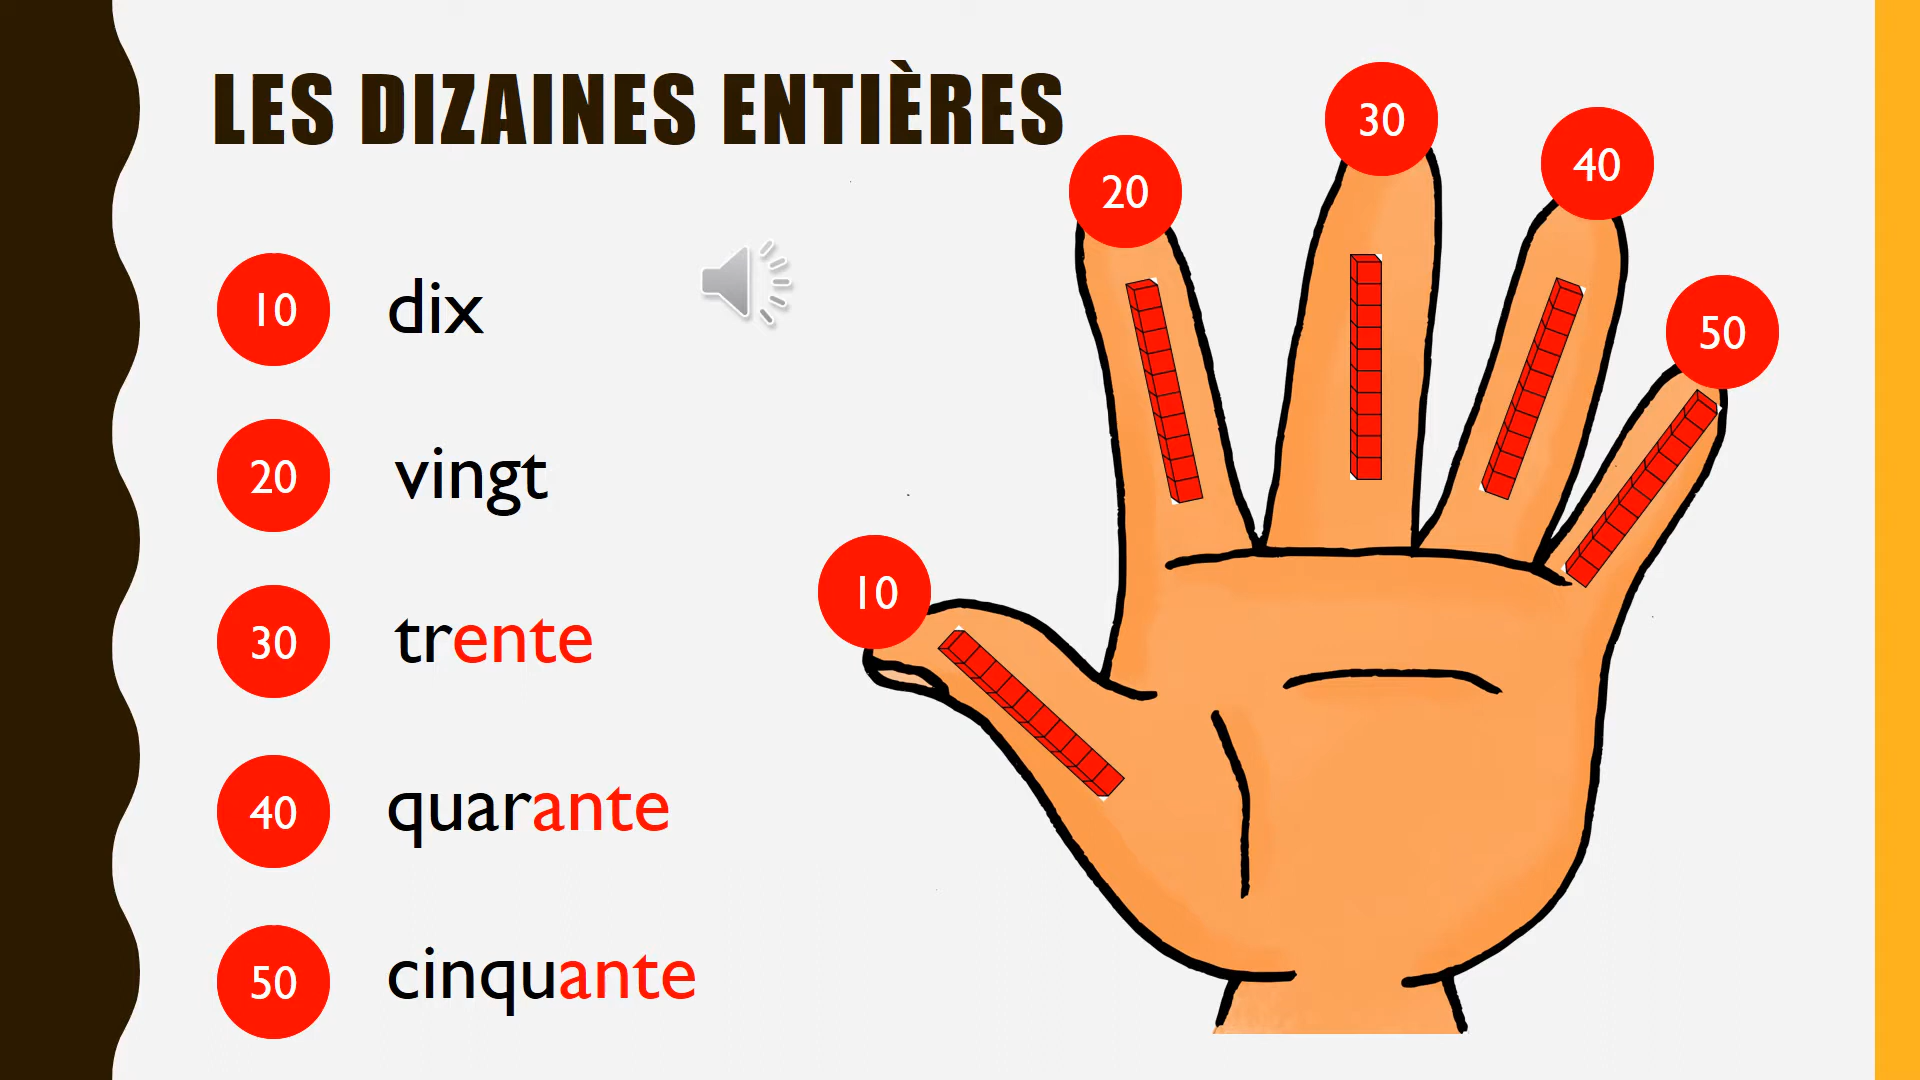 LES DIZAINES ENTIÈRES
10 dix
20 vingt
30 trente
40 quarante
50 cinquante
10
20
30
40
50